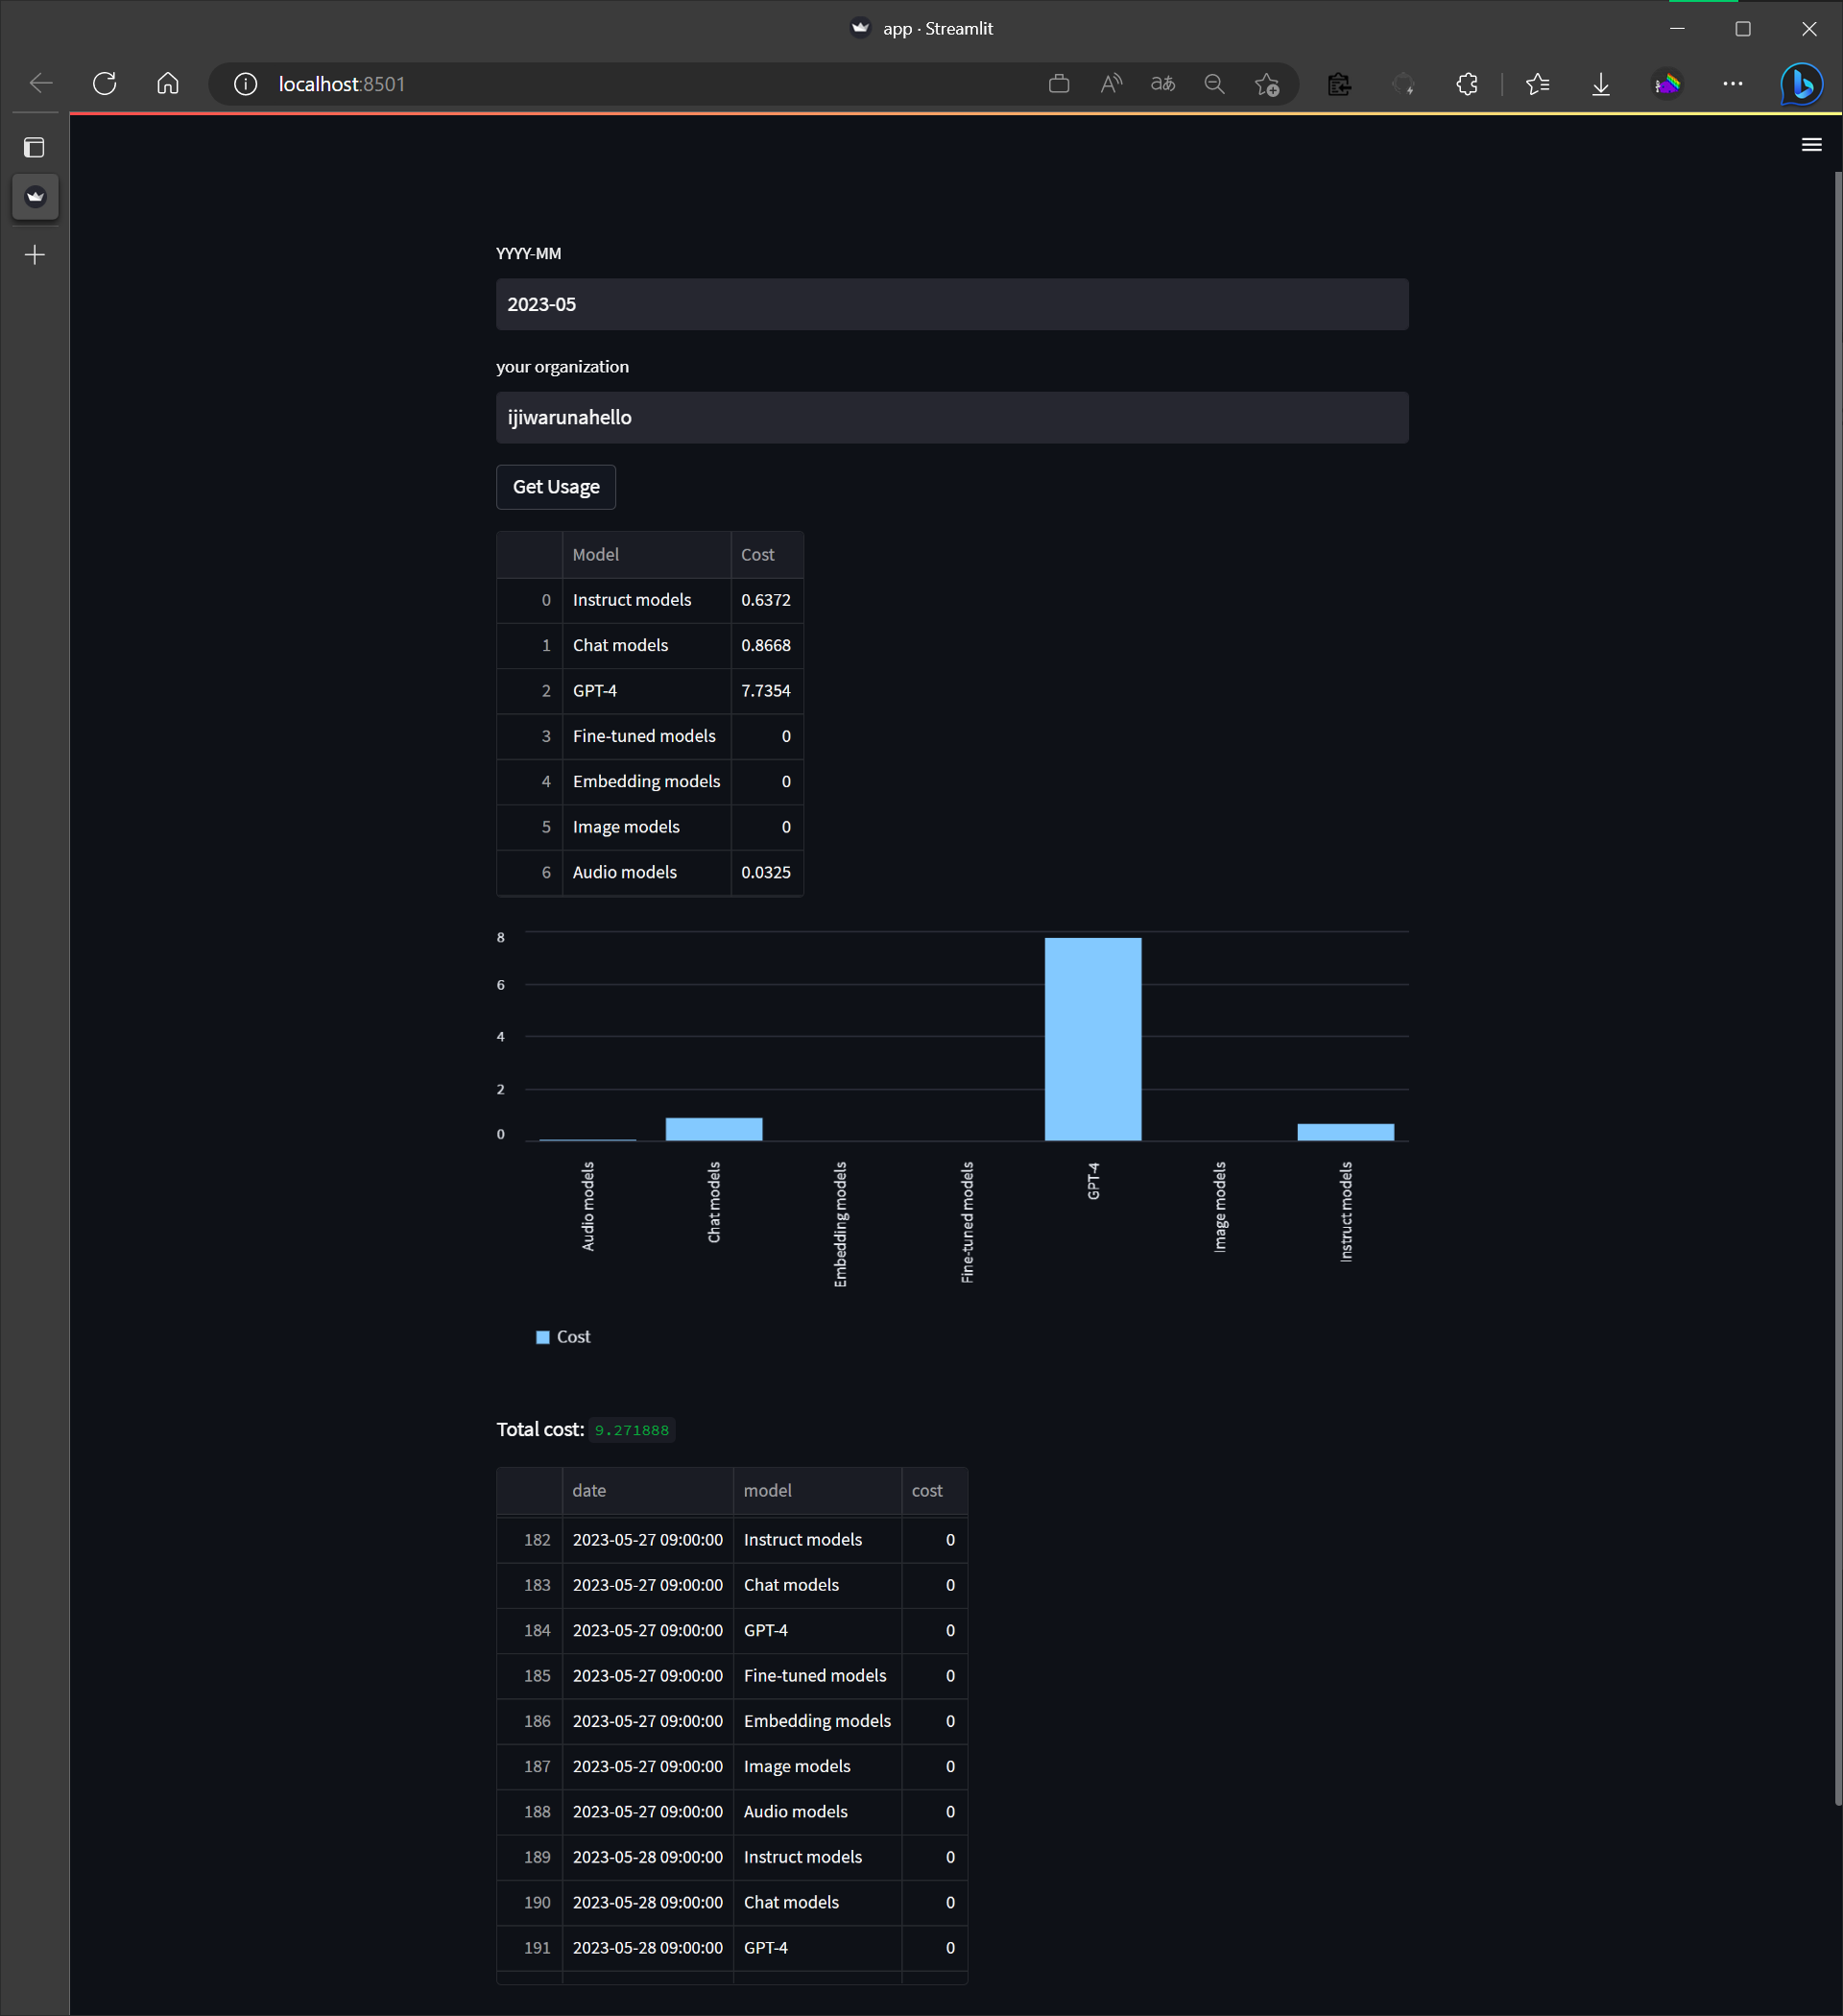 app · Streamlit
localhost:8501
YYYY-MM
2023-05
your organization
ijiwarunahello
Get Usage
Model Cost
0 Instruct models 0.6372
1 Chat models 0.8668
2 GPT-4 7.7354
3 Fine-tuned models 0
4 Embedding models 0
5 Image models 0
6 Audio models 0.0325
8
6
4
2
0
Audio models
Chat models
Embedding models
Fine-tuned models
GPT-4
Image models
Instruct models
Cost
Total cost: 9.271888
date model cost
182 2023-05-27 09:00:00 Instruct models 0
183 2023-05-27 09:00:00 Chat models 0
184 2023-05-27 09:00:00 GPT-4 0
185 2023-05-27 09:00:00 Fine-tuned models 0
186 2023-05-27 09:00:00 Embedding models 0
187 2023-05-27 09:00:00 Image models 0
188 2023-05-27 09:00:00 Audio models 0
189 2023-05-28 09:00:00 Instruct models 0
190 2023-05-28 09:00:00 Chat models 0
191 2023-05-28 09:00:00 GPT-4 0